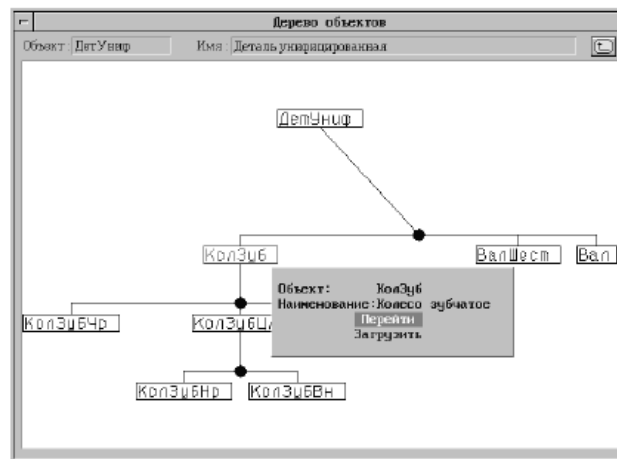 Дерево объектов
Объект: ДетУниф Имя: Деталь унифицированная
ДетУниф
КолЗуб ВалШест Вал
Объект: КолЗуб
Наименование:Колесо зубчатое
Перейти
Загрузить
КолЗубЧр КолЗубЦ
КолЗубНр КолЗубВн